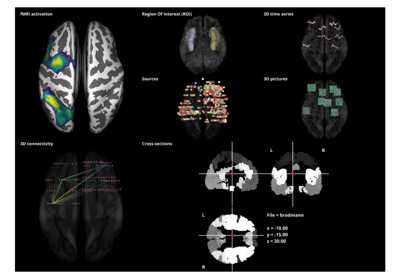 fMRI activation
Region Of Interest (ROI)
3D time series
Sources
3D pictures
3D connectivity
Cross-sections
L
R
L
File = brodmann
x = -10.00
y = -15.00
z = 20.00
R